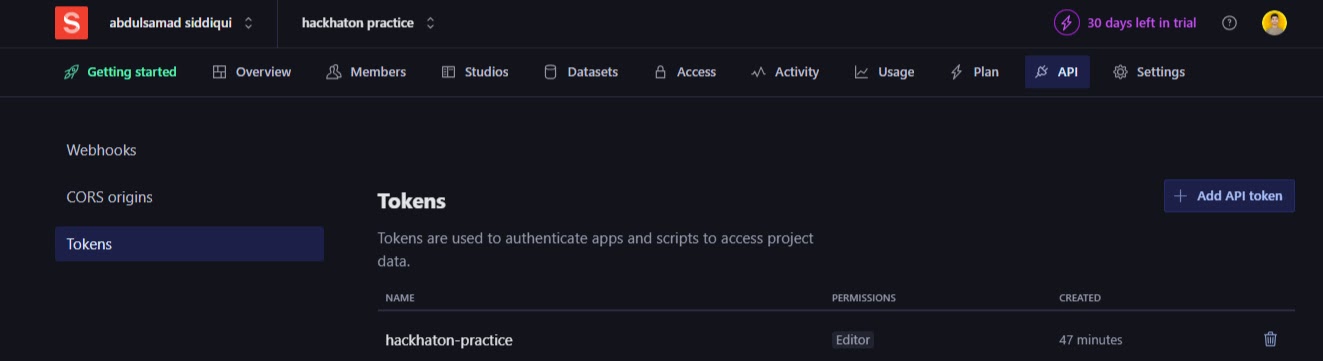 S abdulsamad siddiqui hackhaton practice 30 days left in trial
Getting started Overview Members Studios Datasets Access Activity Usage Plan API Settings
Webhooks
CORS origins
Tokens
Tokens
+ Add API token
Tokens are used to authenticate apps and scripts to access project
data.
NAME PERMISSIONS CREATED
hackhaton-practice Editor 47 minutes